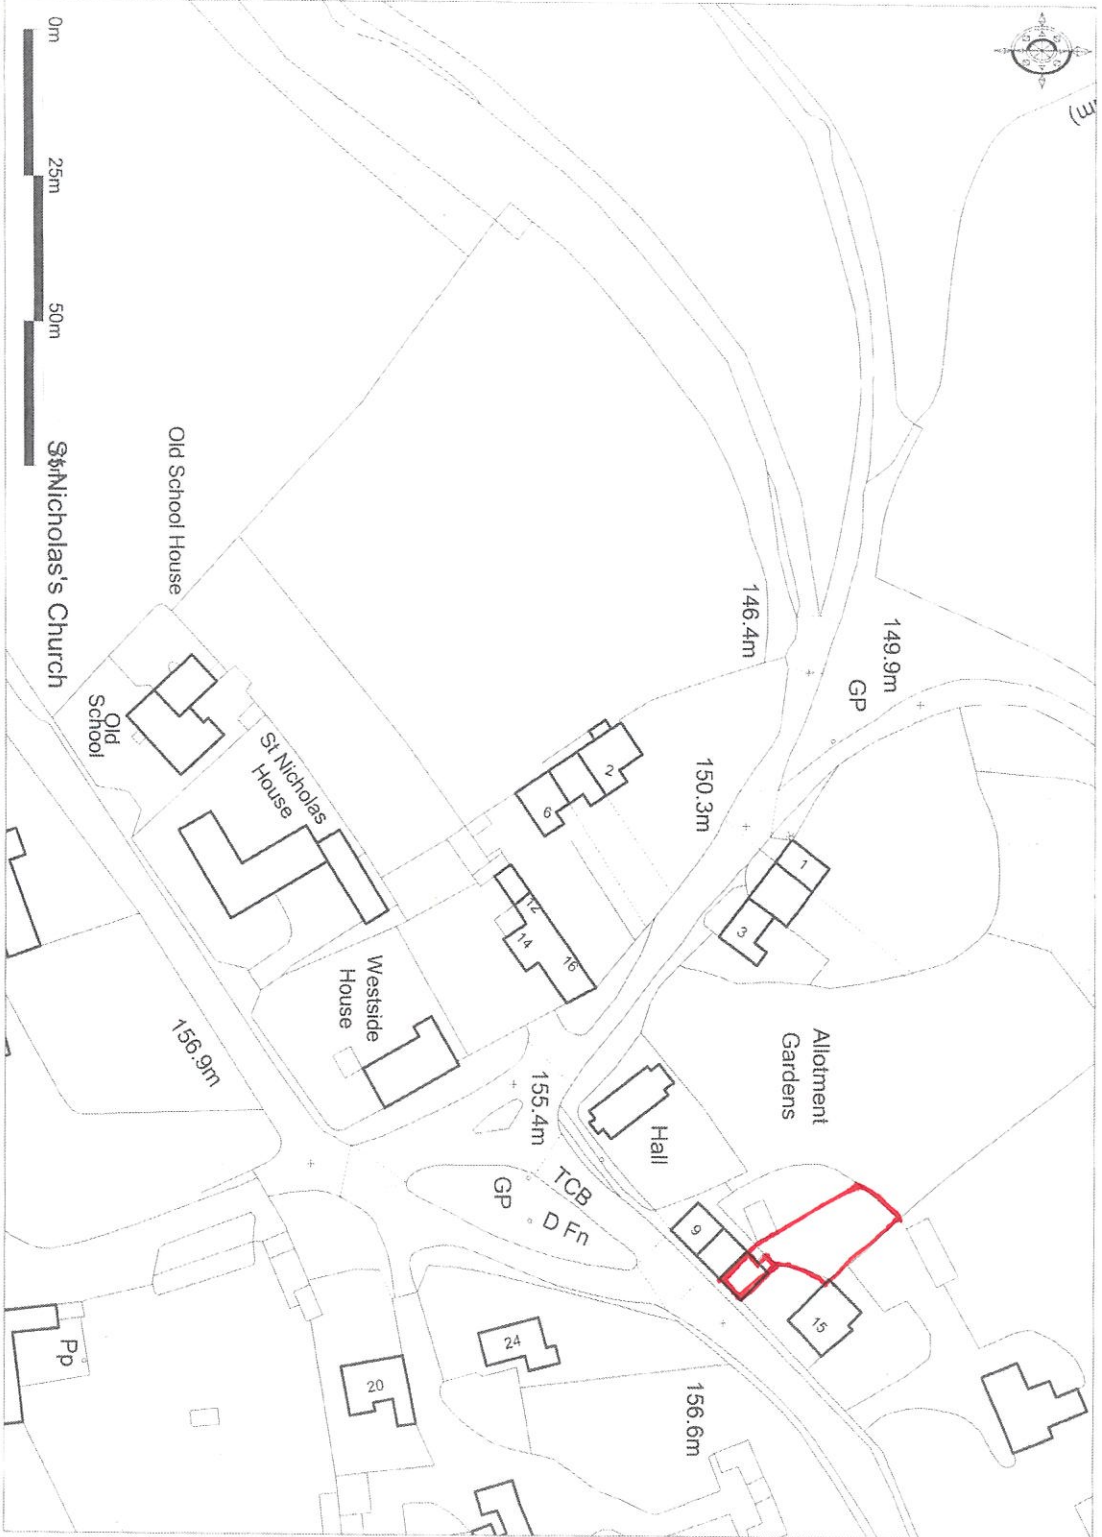 0m
25m
50m
St Nicholas's Church
Old School House
Old
School
St Nicholas
House
Westside
House
156.9m
146.4m
149.9m
GP
150.3m
2
6
12
14
16
1
3
Allotment
Gardens
Hall
155.4m
TCB
GP
D Fn
9
15
24
20
156.6m
Pp